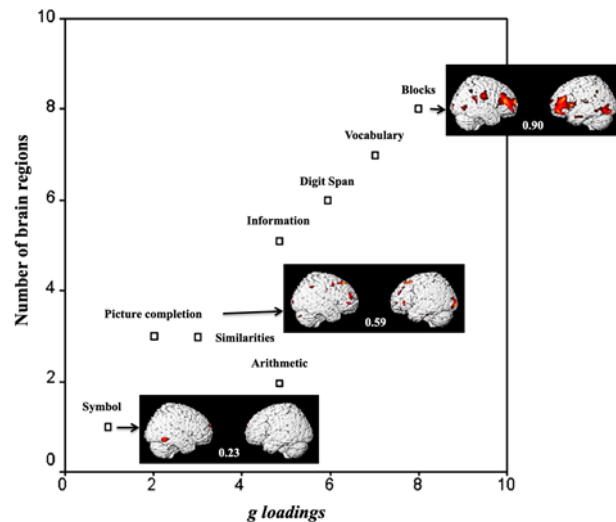 10
Blocks
8
0.90
Vocabulary
Digit Span
6
Information
Number of brain regions
4
Picture completion
Similarities
0.59
Arithmetic
2
Symbol
0.23
0
0
2
4
6
8
10
g loadings